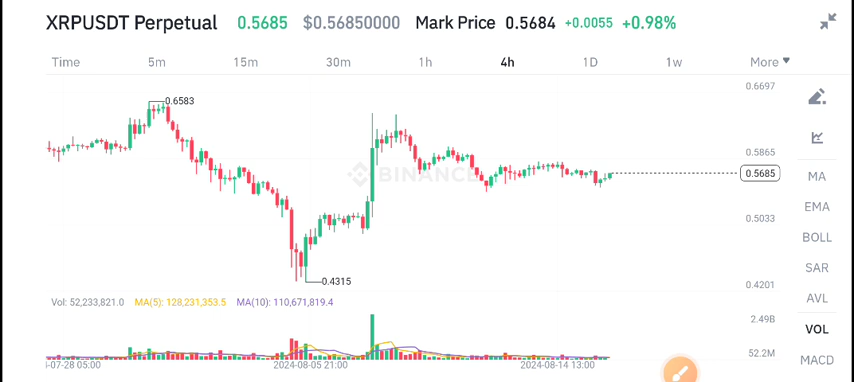 XRPUSDT Perpetual 0.5685 $0.56850000 Mark Price 0.5684 +0.0055 +0.98%
Time 5m 15m 30m 1h 4h 1D 1w More
0.6697
0.6583
0.5865
0.5685
BINANCE
MA
EMA
0.5033
BOLL
SAR
0.4315
0.4201
AVL
Vol: 52,233,821.0 MA(5): 128,231,353.5 MA(10): 110,671,819.4
2.49B
VOL
52.2M
MACD
-07-28 05:00 2024-08-05 21:00 2024-08-14 13:00